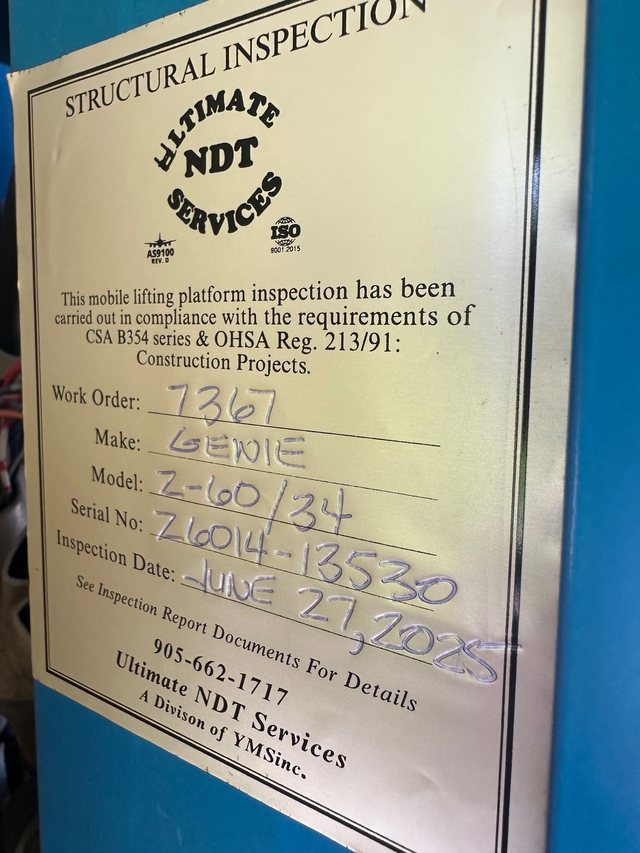 STRUCTURAL INSPECTION
ULTIMATE
NDT
SERVICES
AS9100
REV. D
ISO
9001:2015
This mobile lifting platform inspection has been
carried out in compliance with the requirements of
CSA B354 series & OHSA Reg. 213/91:
Construction Projects.
Work Order: 7367
Make: GENIE
Model: Z-60/34
Serial No: Z6014-13530
Inspection Date: JUNE 27, 2025
See Inspection Report Documents For Details
905-662-1717
Ultimate NDT Services
A Division of YMSinc.